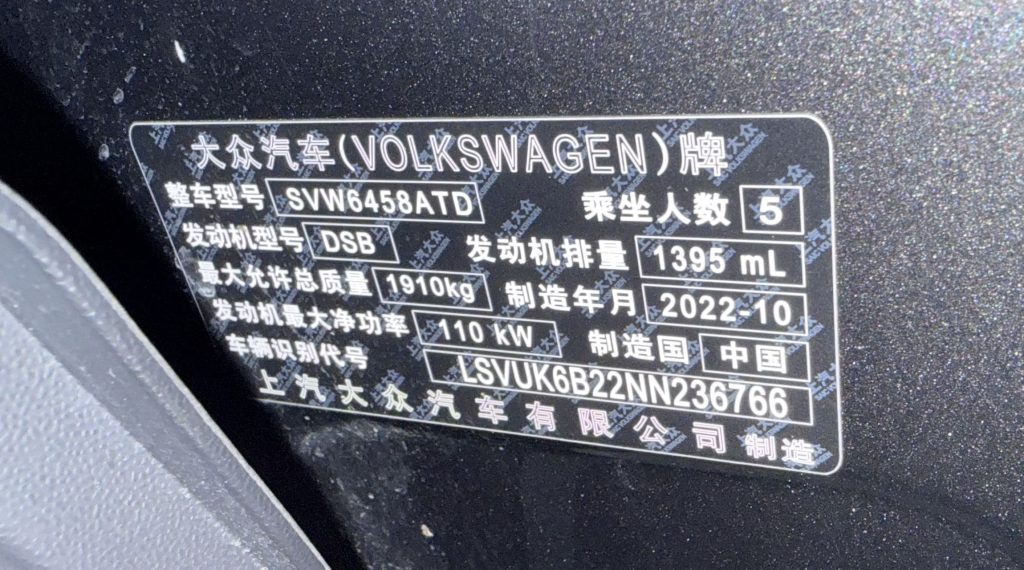 大众汽车(VOLKSWAGEN)牌
整车型号 SVW6458ATD 乘坐人数 5
发动机型号 DSB 发动机排量 1395 mL
最大允许总质量 1910kg 制造年月 2022-10
发动机最大净功率 110 kW 制造国 中国
车辆识别代号 LSVUK6B22NN236766
上汽大众汽车有限公司制造